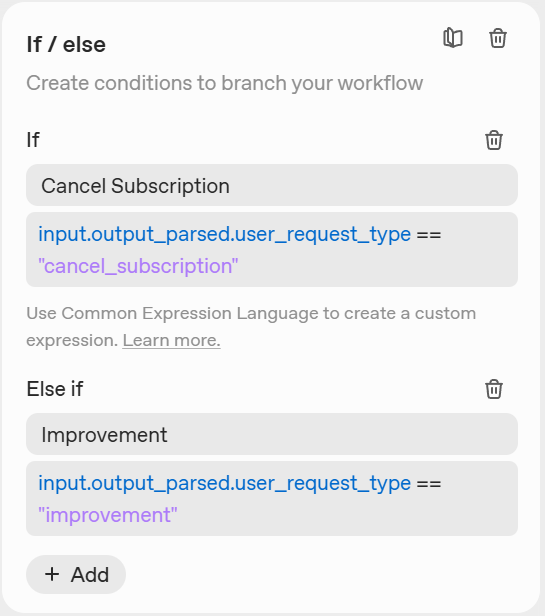 If / else
Create conditions to branch your workflow
If
Cancel Subscription
input.output_parsed.user_request_type ==
"cancel_subscription"
Use Common Expression Language to create a custom
expression. Learn more.
Else if
Improvement
input.output_parsed.user_request_type ==
"improvement"
+ Add